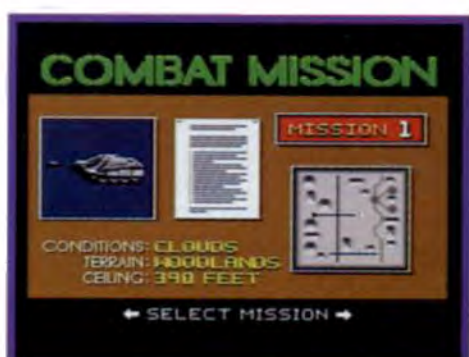 COMBAT MISSION
MISSION 1
CONDITIONS: CLOUDS
TERRAIN: WOODLANDS
CEILING: 390 FEET
← SELECT MISSION →